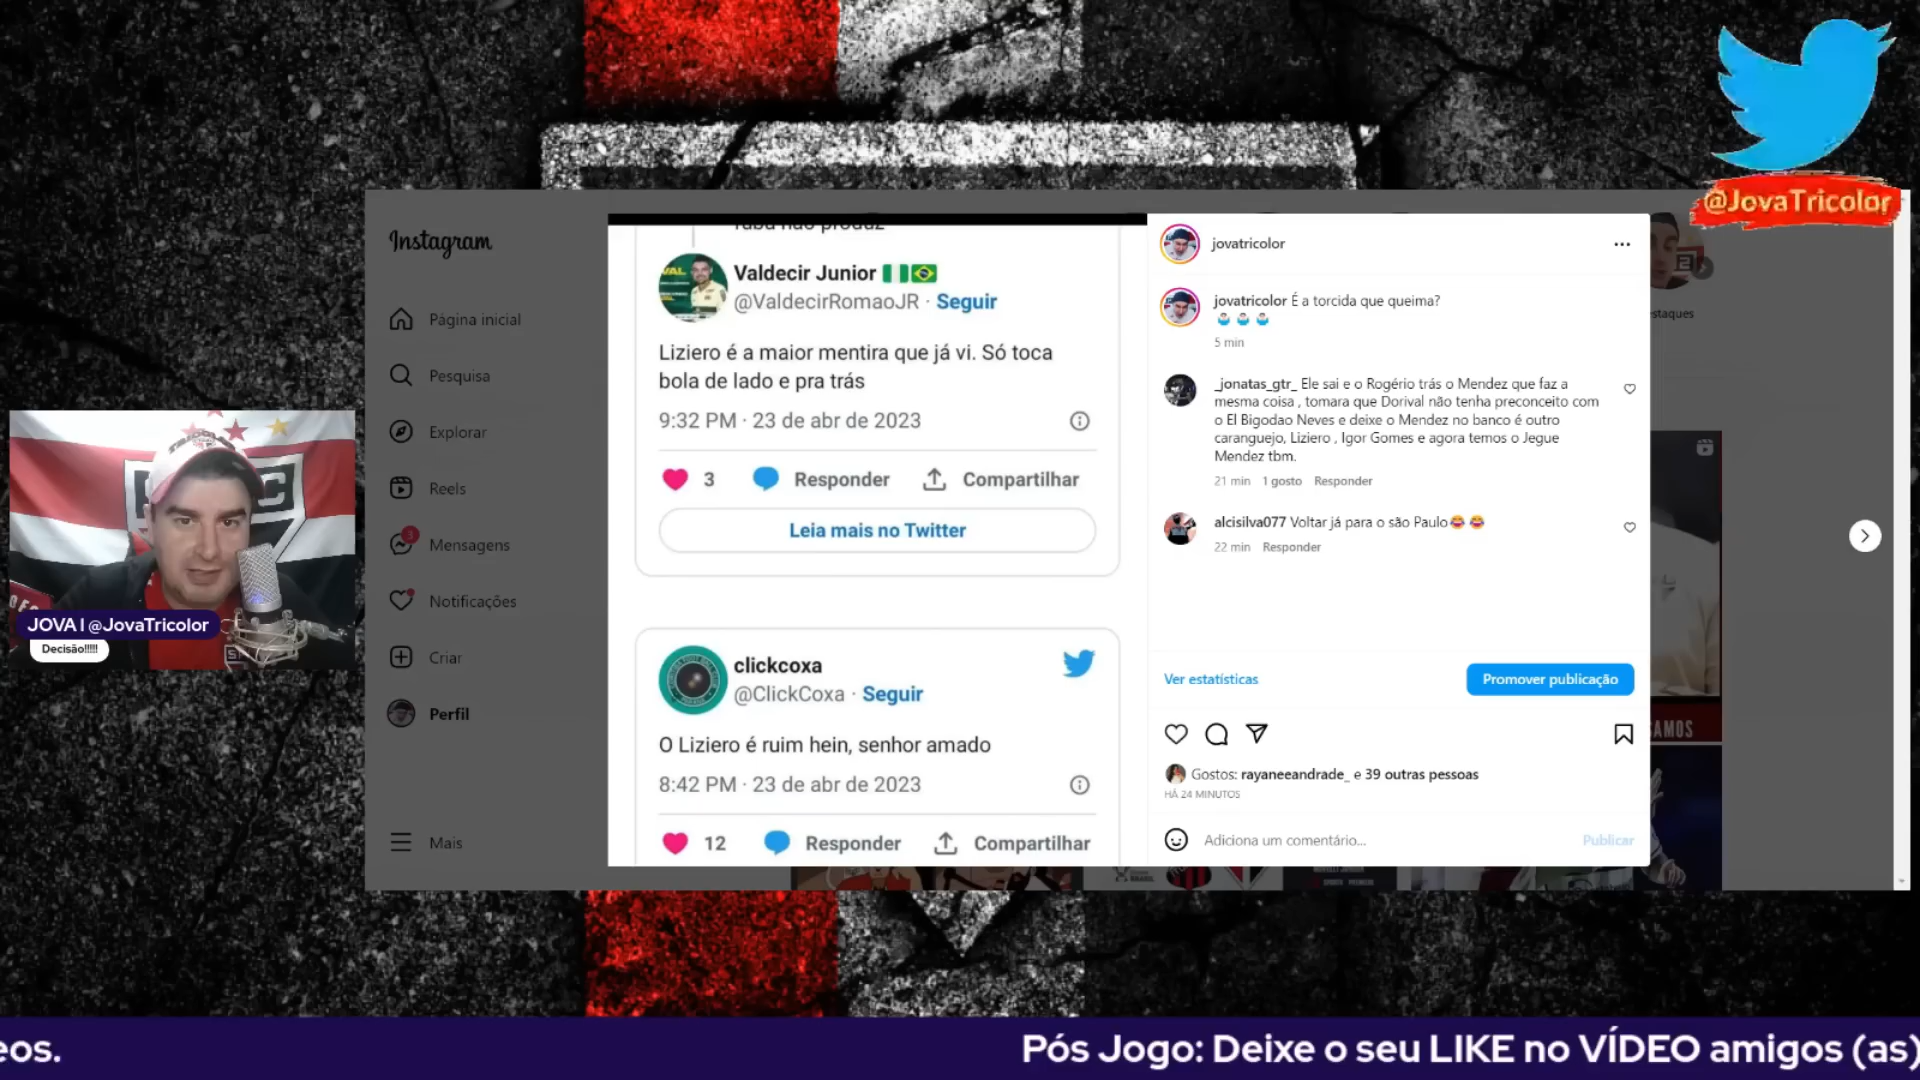 @JovaTricolor
Instagram
Página inicial
Pesquisa
Explorar
Reels
3
Mensagens
Notificações
Criar
Perfil
Mais
Valdecir Junior
@ValdecirRomaoJR · Seguir
Liziero é a maior mentira que já vi. Só toca
bola de lado e pra trás
9:32 PM · 23 de abr de 2023
3 Responder Compartilhar
Leia mais no Twitter
clickcoxa
@ClickCoxa · Seguir
O Liziero é ruim hein, senhor amado
8:42 PM · 23 de abr de 2023
12 Responder Compartilhar
jovatricolor
jovatricolor É a torcida que queima?
5 min
_jonatas_gtr_ Ele sai e o Rogério trás o Mendez que faz a
mesma coisa , tomara que Dorival não tenha preconceito com
o El Bigodao Neves e deixe o Mendez no banco é outro
caranguejo, Liziero , Igor Gomes e agora temos o Jegue
Mendez tbm.
21 min 1 gosto Responder
alcisilva077 Voltar já para o são Paulo😂 😂
22 min Responder
Ver estatísticas
Promover publicação
Gostos: rayaneeandrade_ e 39 outras pessoas
HÁ 24 MINUTOS
Adiciona um comentário...
Publicar
staques
SAMOS
JOVA | @JovaTricolor
Decisão!!!!!
eos.
Pós Jogo: Deixe o seu LIKE no VÍDEO amigos (as)